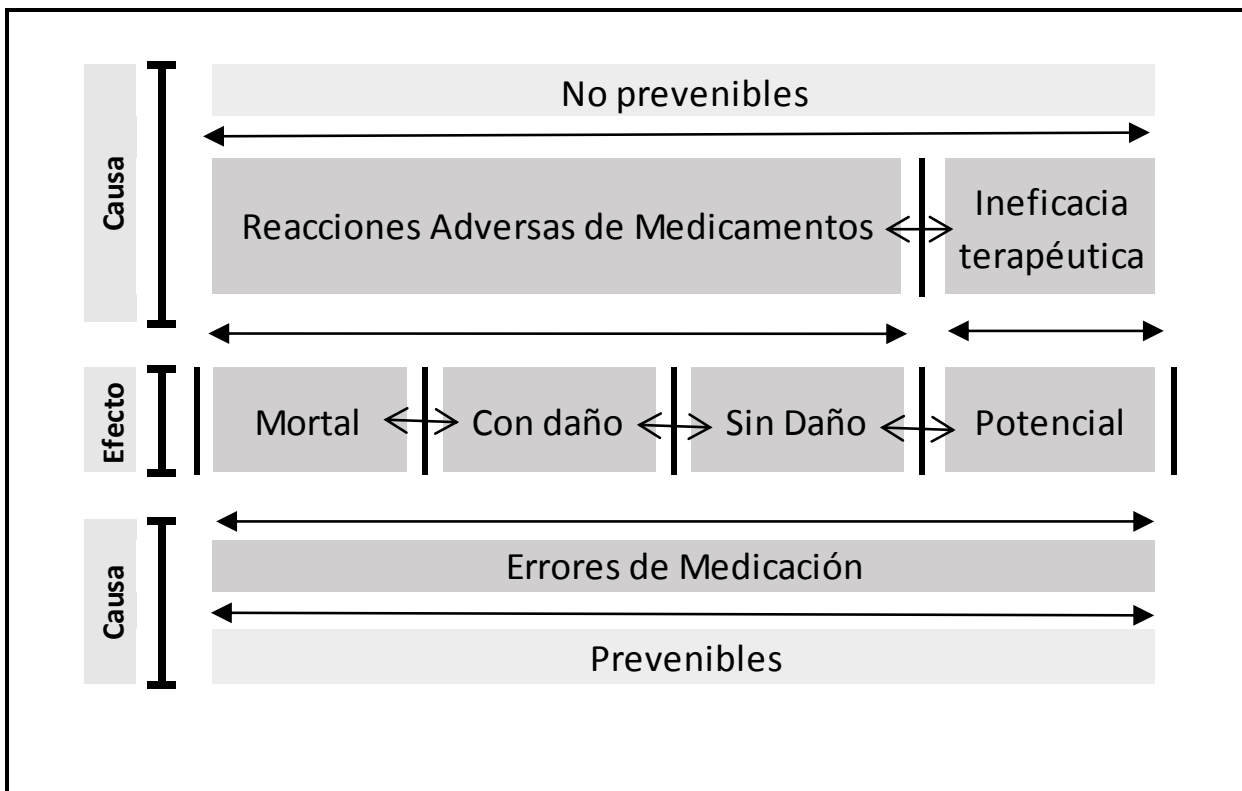 Causa
No prevenibles
Reacciones Adversas de Medicamentos
Ineficacia
terapéutica
Efecto
Mortal
Con daño
Sin Daño
Potencial
Causa
Errores de Medicación
Prevenibles